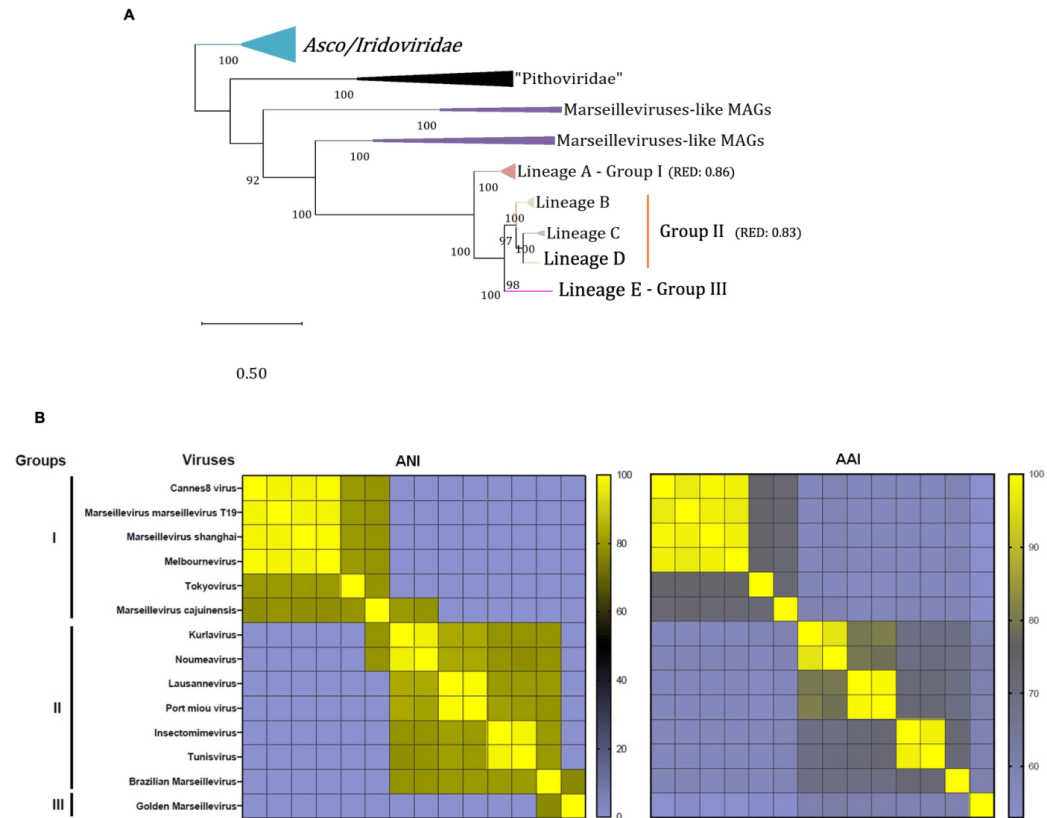 A
Asco/Iridoviridae
100
"Pithoviridae"
100
Marseilleviruses-like MAGs
100
Marseilleviruses-like MAGs
100
92
Lineage A - Group I (RED: 0.86)
100
Lineage B
100
100
Lineage C
97
Group II (RED: 0.83)
100
100
Lineage D
98
Lineage E - Group III
100
0.50
B
Groups
Viruses
ANI
AAI
Cannes8 virus
Marseillevirus marseillevirus T19
I
Marseillevirus shanghai
Melbournevirus
Tokyovirus
Marseillevirus cajuinensis
Kurlavirus
Noumeavirus
Lausannevirus
II
Port miou virus
Insectomimevirus
Tunisvirus
Brazilian Marseillevirus
III
Golden Marseillevirus
100
80
60
40
20
0
100
90
80
70
60